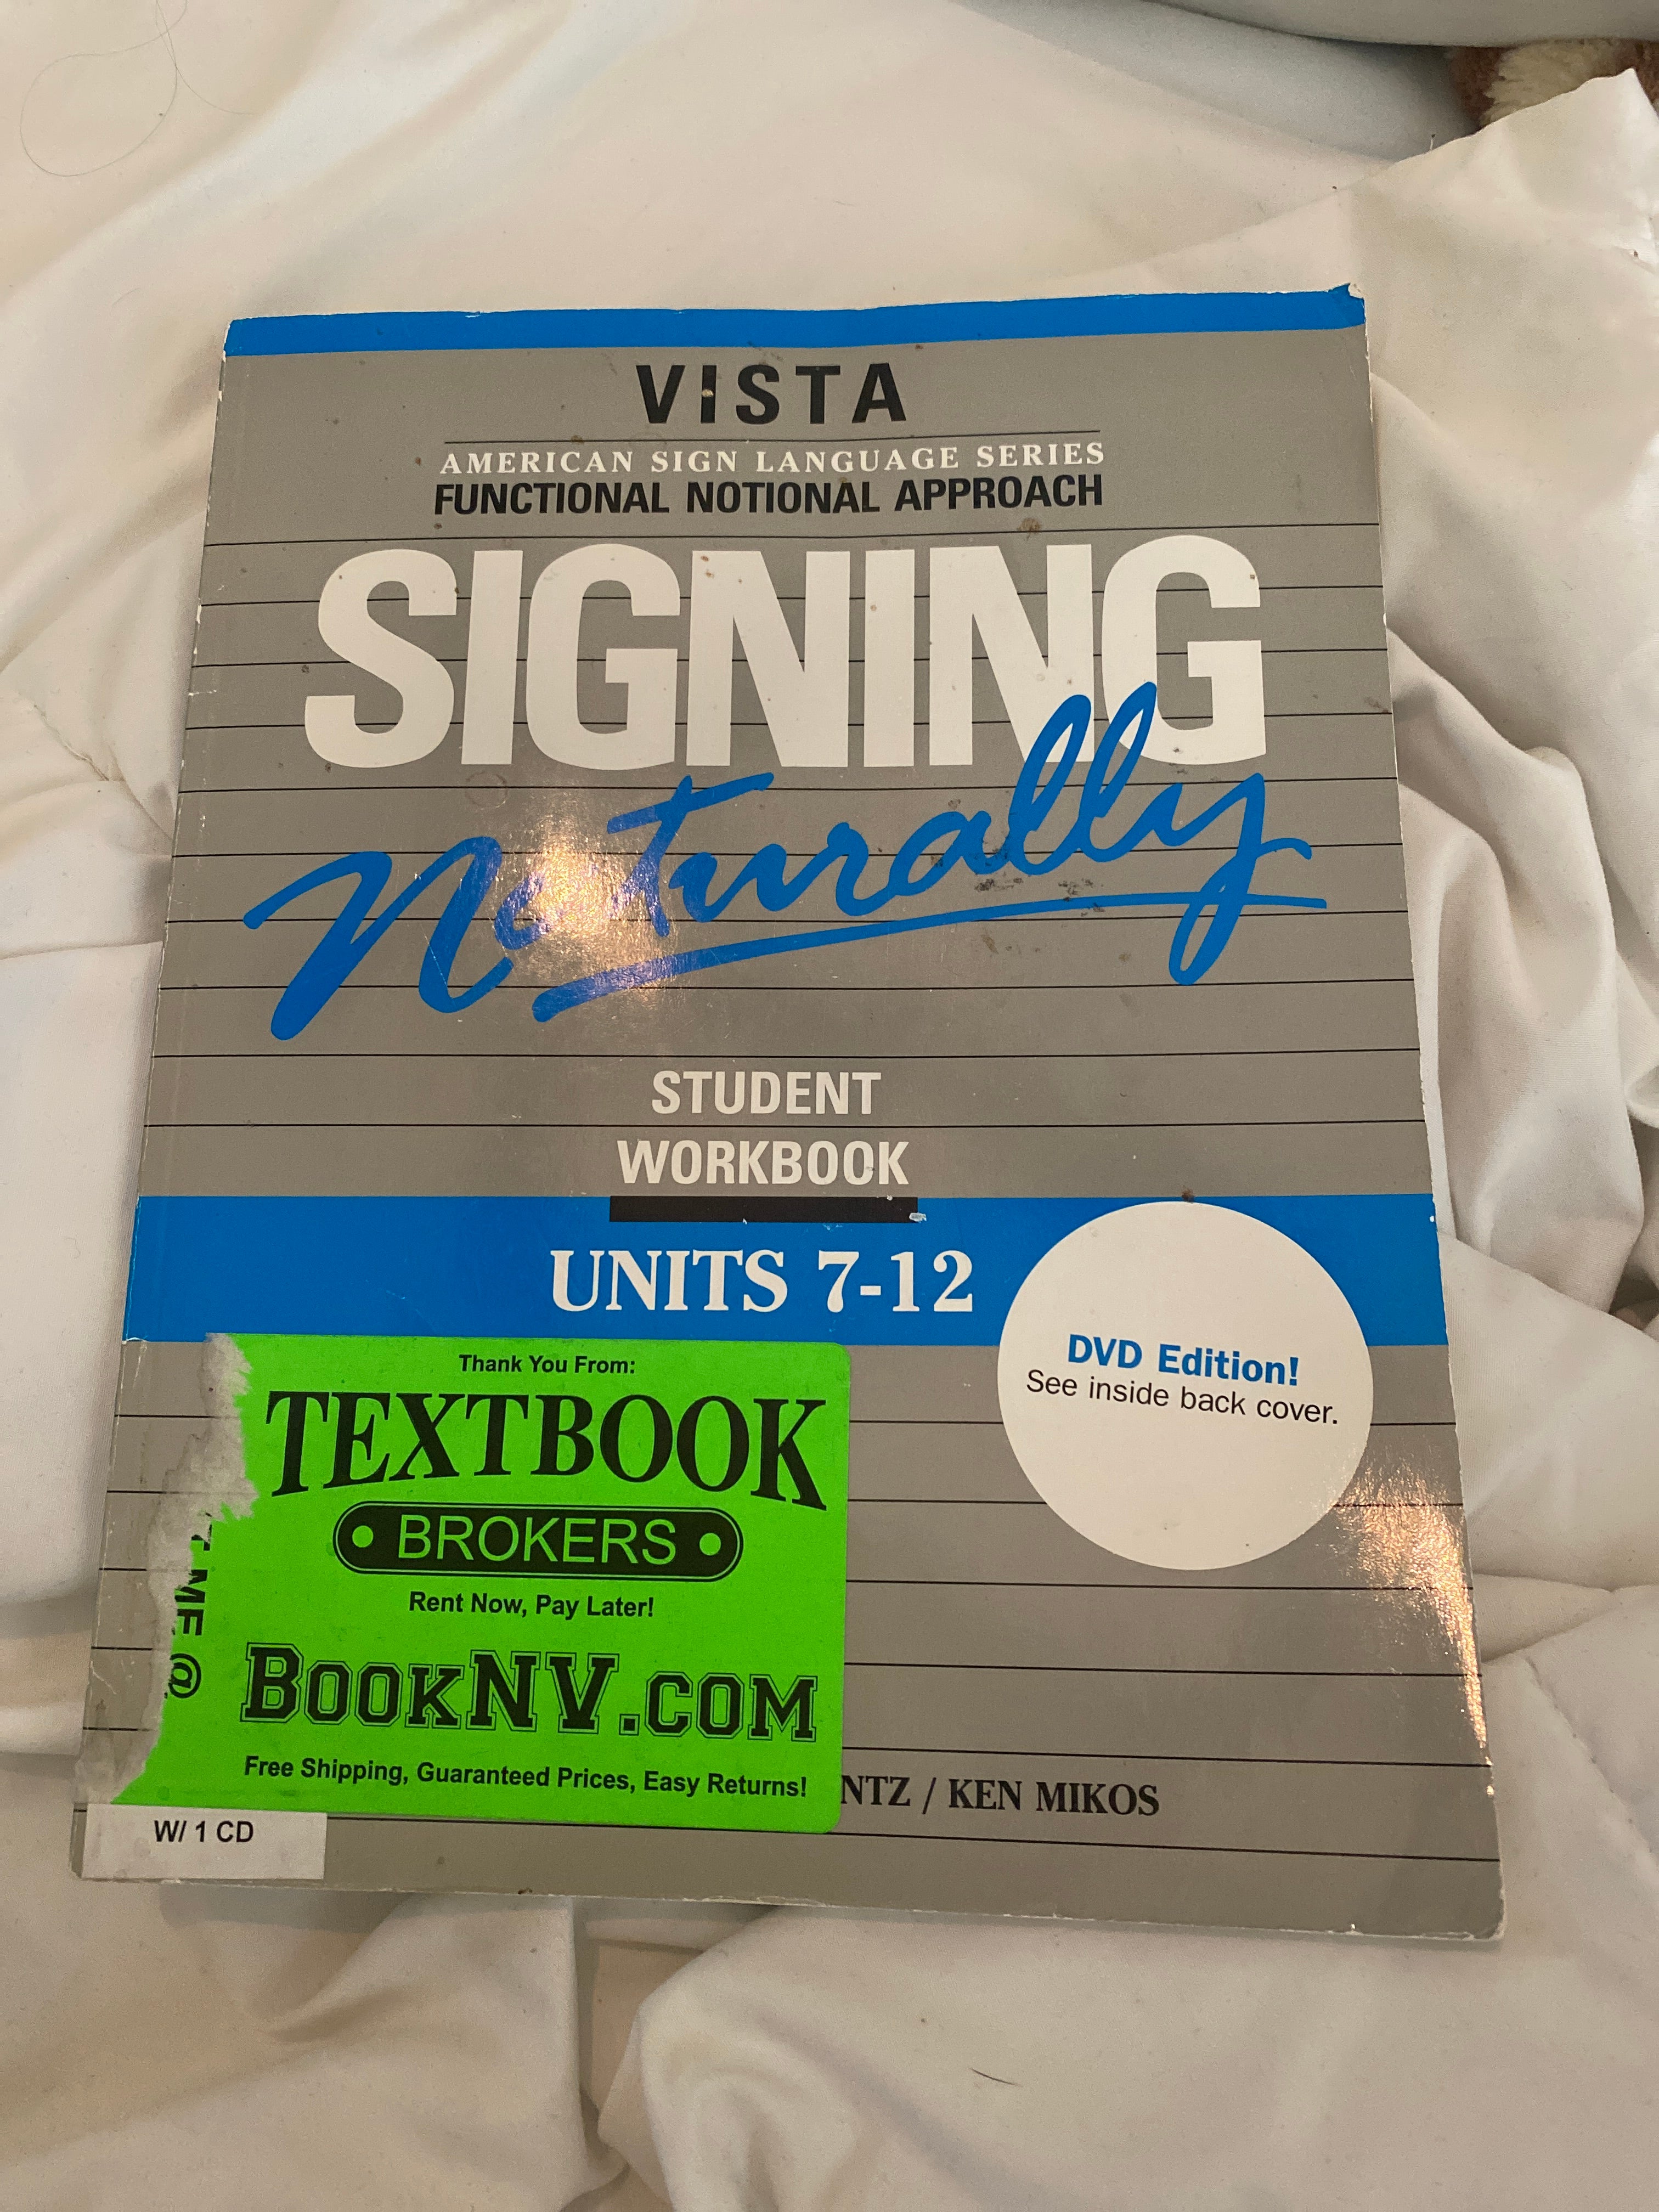 VISTA
AMERICAN SIGN LANGUAGE SERIES
FUNCTIONAL NOTIONAL APPROACH
SIGNING
Naturally
STUDENT
WORKBOOK
UNITS 7-12
DVD Edition!
See inside back cover.
Thank You From:
TEXTBOOK
BROKERS
Rent Now, Pay Later!
ME @
BOOKNV.COM
Free Shipping, Guaranteed Prices, Easy Returns!
NTZ / KEN MIKOS
W/ 1 CD